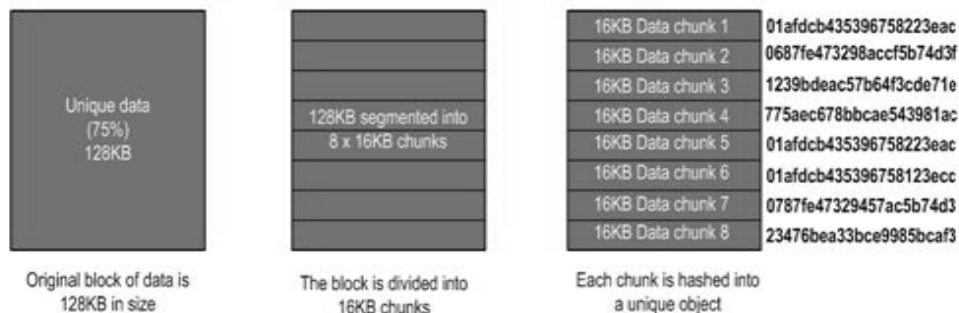 Unique data
(75%)
128KB
Original block of data is
128KB in size
128KB segmented into
8 x 16KB chunks
The block is divided into
16KB chunks
16KB Data chunk 1 01afdcb435396758223eac
16KB Data chunk 2 0687fe473298accf5b74d3f
16KB Data chunk 3 1239bdeac57b64f3cde71e
16KB Data chunk 4 775aec678bbcae543981ac
16KB Data chunk 5 01afdcb435396758223eac
16KB Data chunk 6 01afdcb435396758123ecc
16KB Data chunk 7 0787fe47329457ac5b74d3
16KB Data chunk 8 23476bea33bce9985bcaf3
Each chunk is hashed into
a unique object